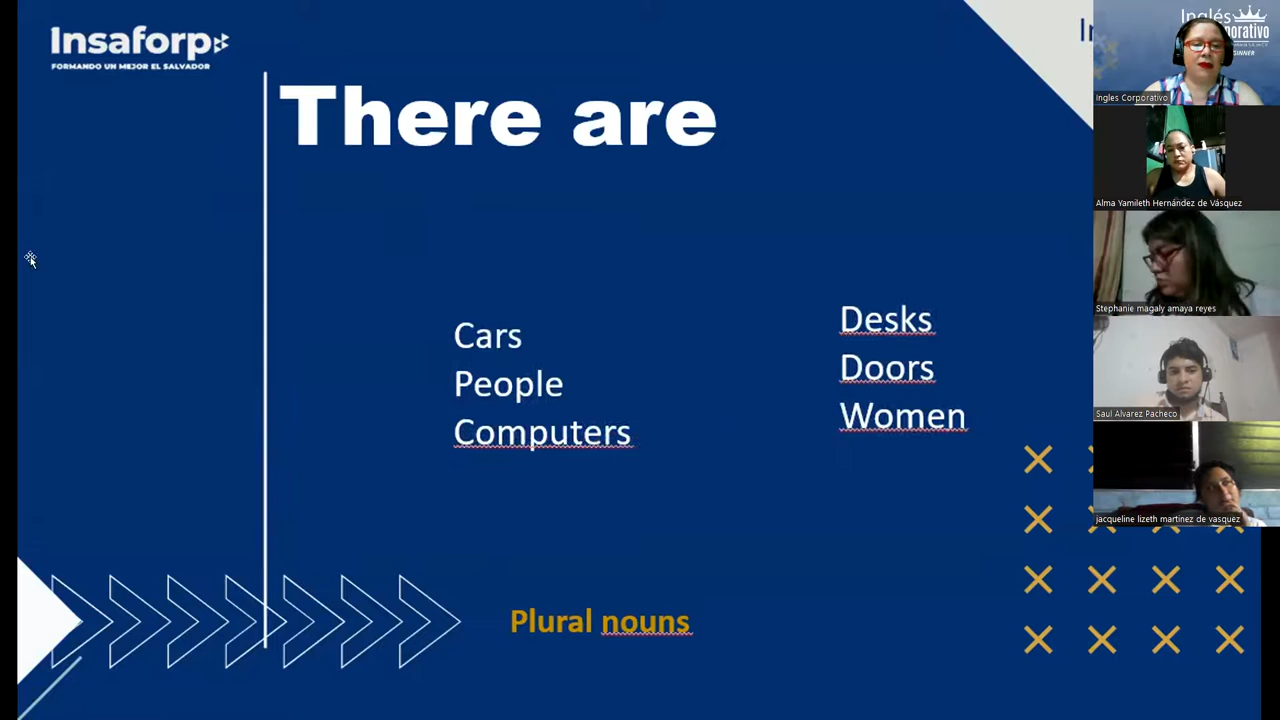 Insaforp
FORMANDO UN MEJOR EL SALVADOR
There are
Cars
People
Computers
Desks
Doors
Women
Plural nouns
Inglés
Ingles Corporativo
Alma Yamileth Hernández de Vásquez
Stephanie magaly amaya reyes
Saul Alvarez Pacheco
jacqueline lizeth martinez de vasquez